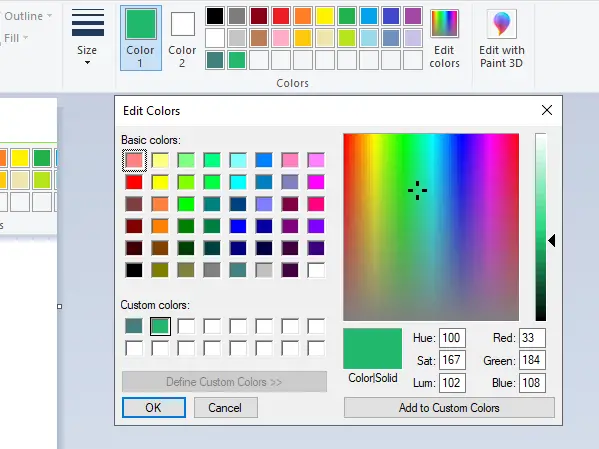 Outline
Fill
Size
Color
1
Color
2
Edit
colors
Edit with
Paint 3D
Colors
Edit Colors
Basic colors:
Custom colors:
Define Custom Colors >>
OK
Cancel
Color|Solid
Hue: 100
Sat: 167
Lum: 102
Red: 33
Green: 184
Blue: 108
Add to Custom Colors
s